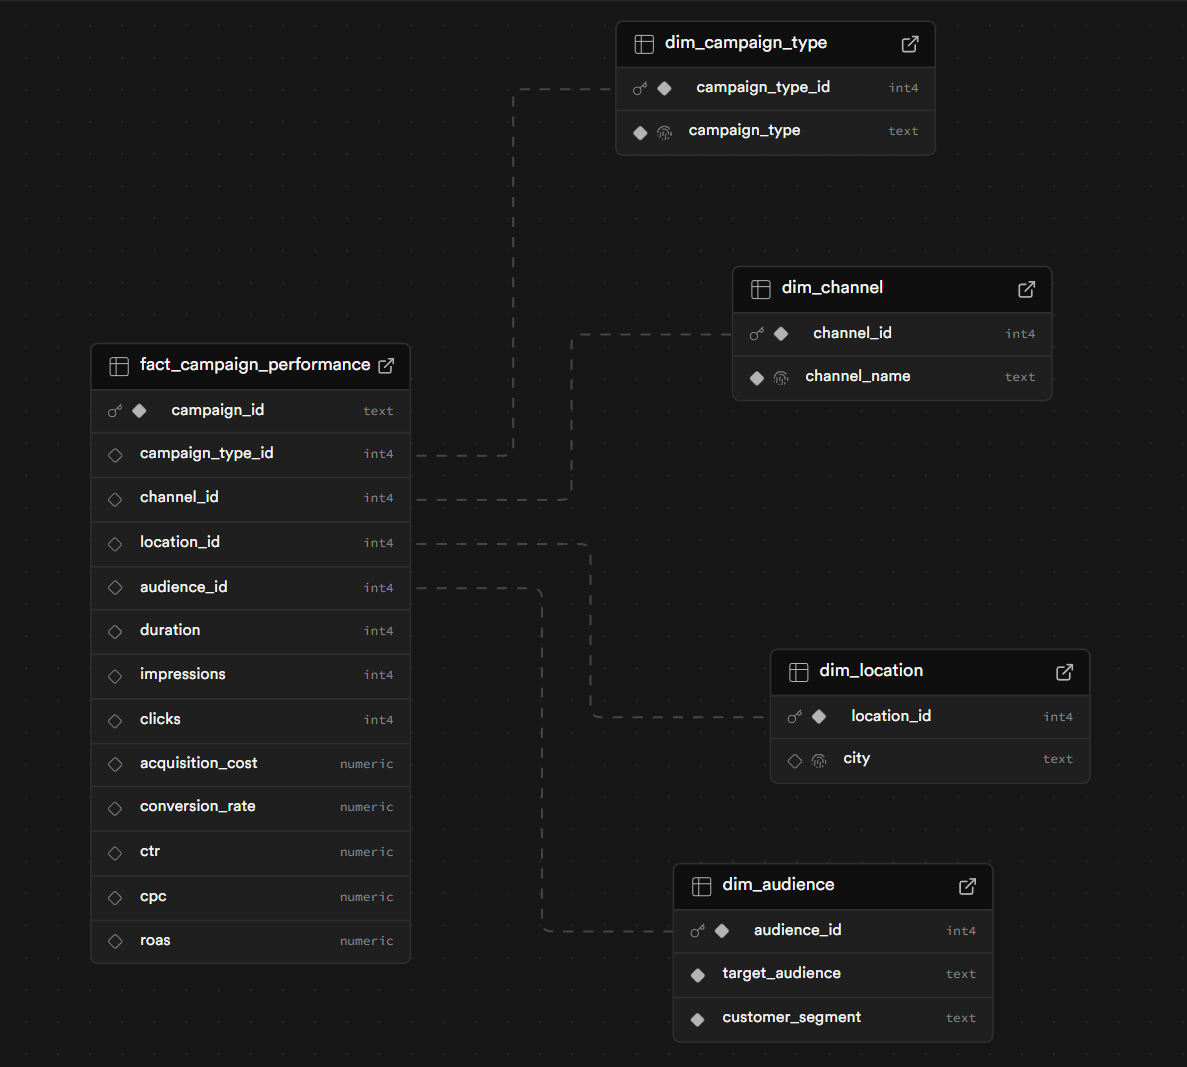 dim_campaign_type
campaign_type_id int4
campaign_type text
dim_channel
channel_id int4
channel_name text
fact_campaign_performance
campaign_id text
campaign_type_id int4
channel_id int4
location_id int4
audience_id int4
duration int4
impressions int4
clicks int4
acquisition_cost numeric
conversion_rate numeric
ctr numeric
cpc numeric
roas numeric
dim_location
location_id int4
city text
dim_audience
audience_id int4
target_audience text
customer_segment text